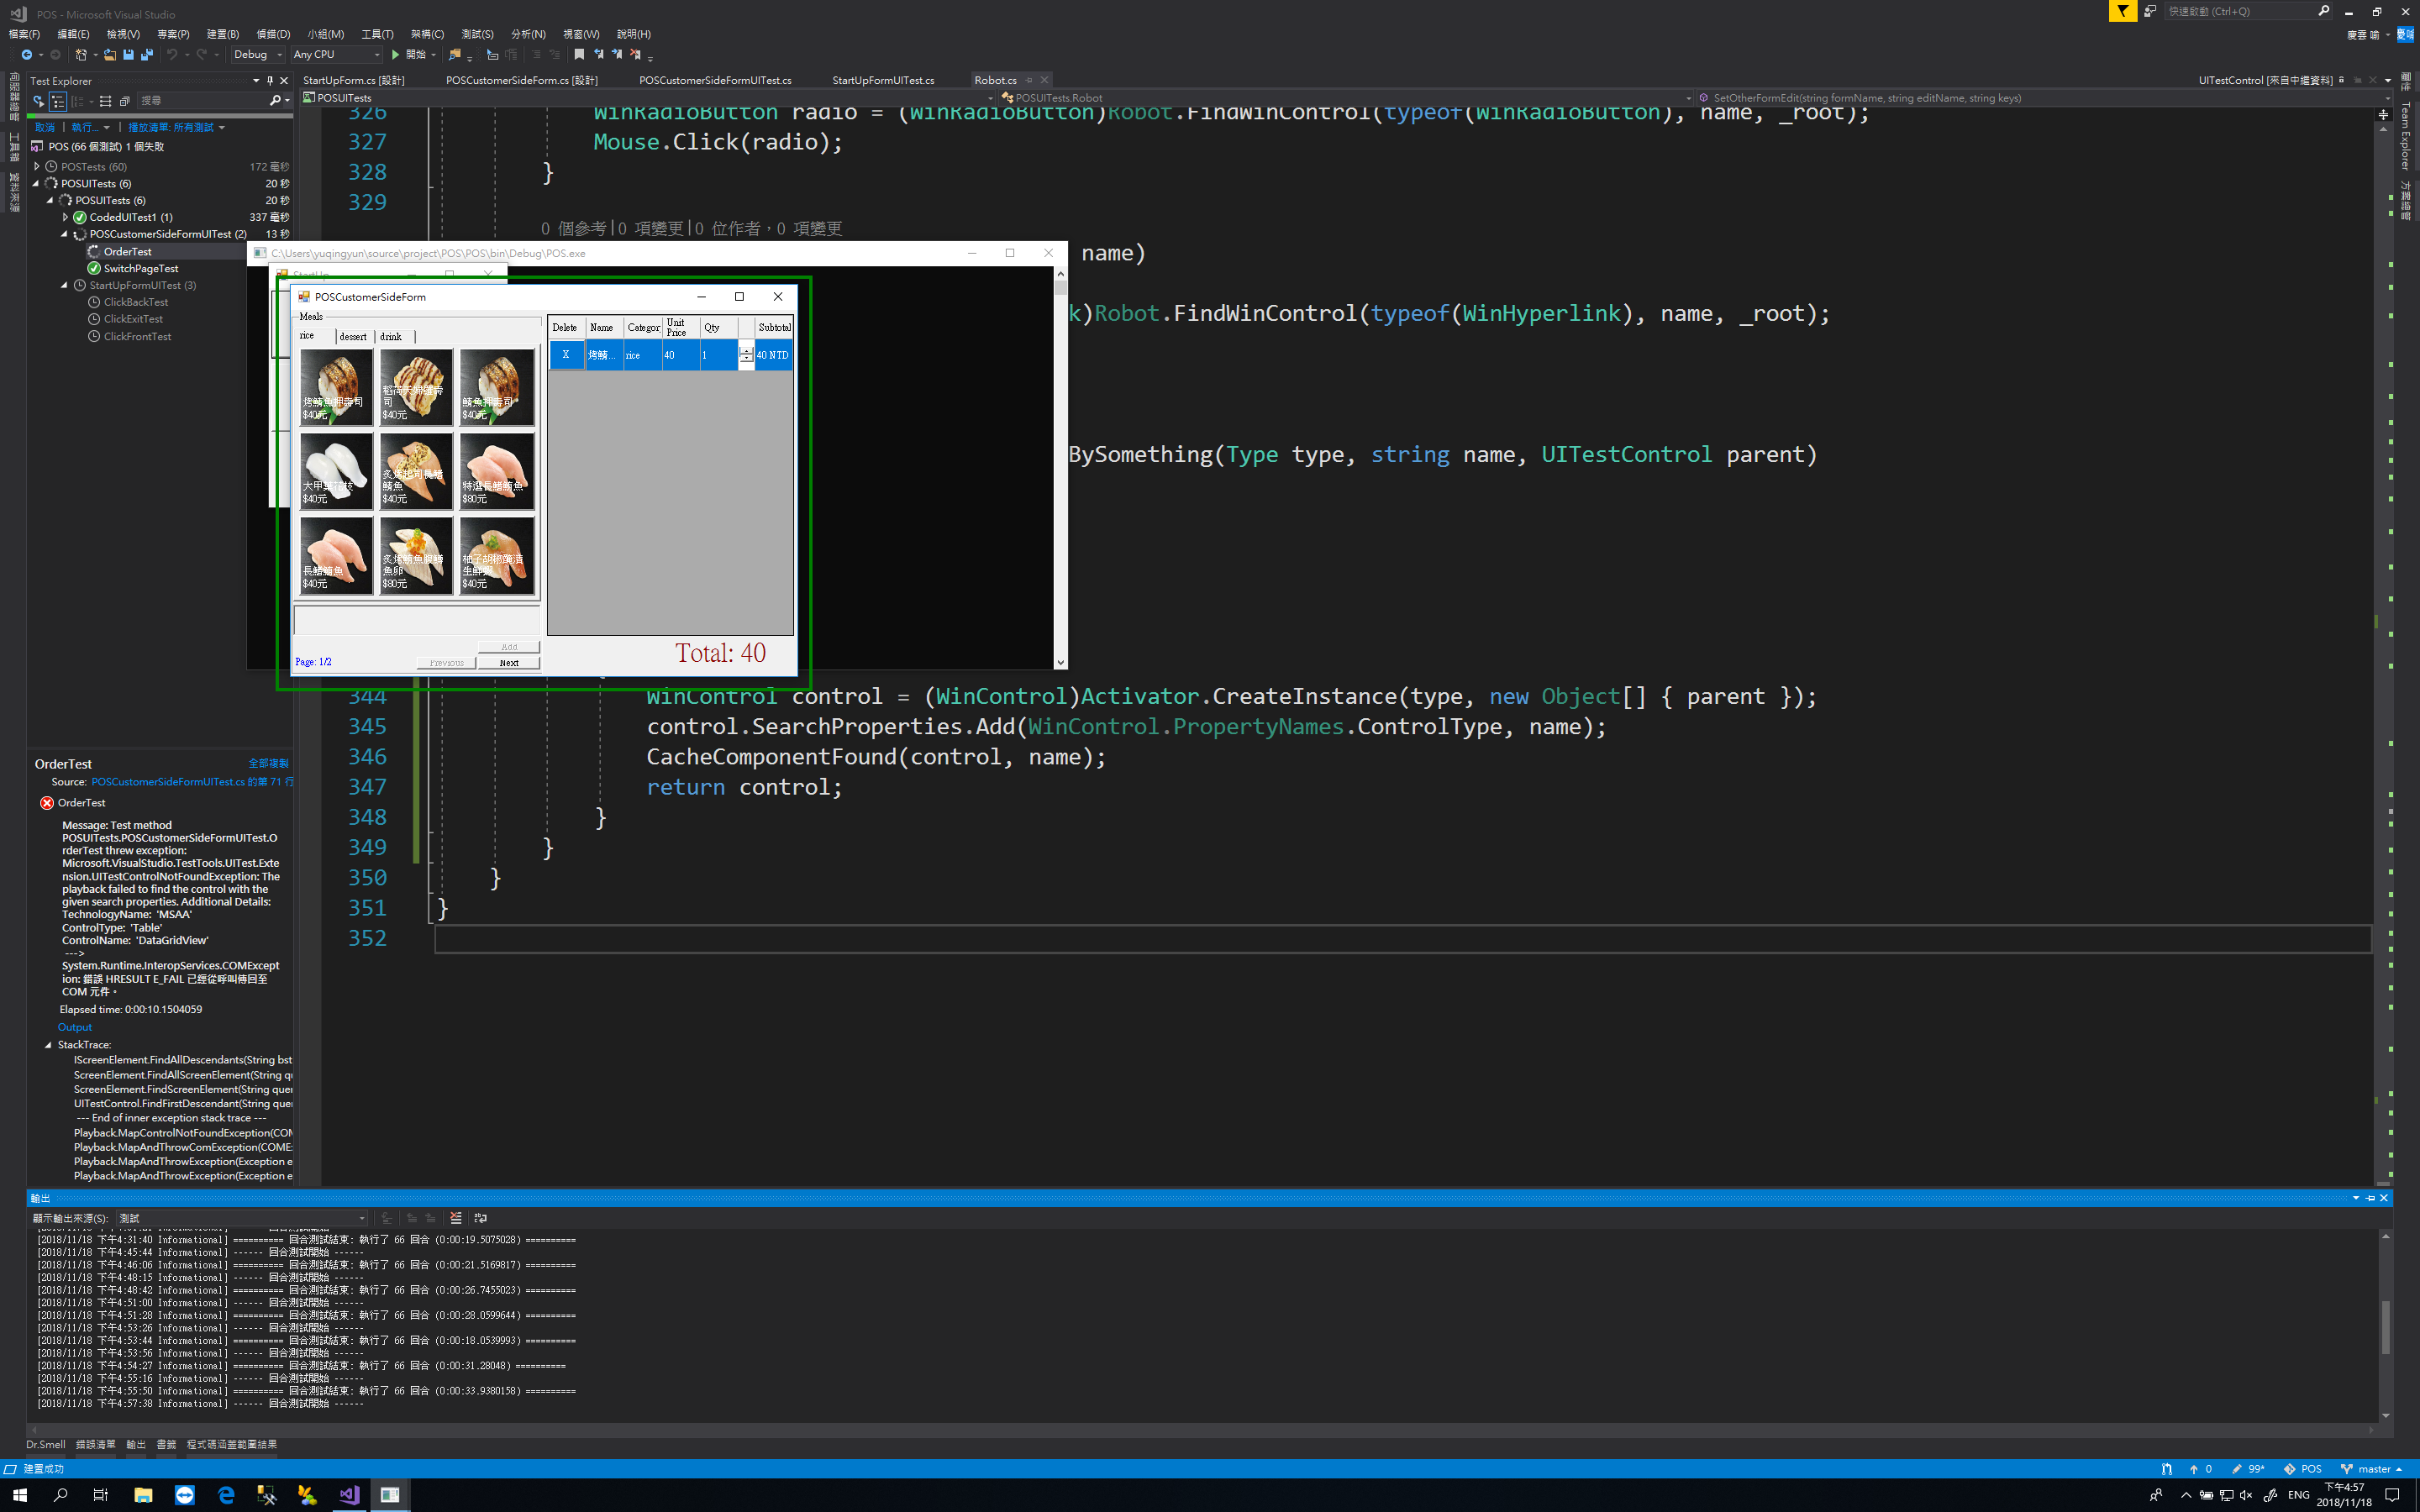 POS - Microsoft Visual Studio
快速啟動 (Ctrl+Q)
檔案(F) 編輯(E) 檢視(V) 專案(P) 建置(B) 偵錯(D) 小組(M) 工具(T) 架構(C) 測試(S) 分析(N) 視窗(W) 說明(H)
Debug Any CPU 開始
Test Explorer
StartUpForm.cs [設計] POSCustomerSideForm.cs [設計] POSCustomerSideFormUITest.cs StartUpFormUITest.cs Robot.cs
UITestControl [來自中繼資料]
搜尋
POSUITests POSUITests.Robot SetOtherFormEdit(string formName, string editName, string keys)
取消 執行... 播放清單: 所有測試
POS (66 個測試) 1 個失敗
POSTests (60) 172 毫秒
POSUITests (6) 20 秒
POSUITests (6) 20 秒
CodedUITest1 (1) 337 毫秒
POSCustomerSideFormUITest (2) 13 秒
OrderTest
SwitchPageTest
StartUpFormUITest (3)
ClickBackTest
ClickExitTest
ClickFrontTest
Team Explorer
326 WinRadioButton radio = (WinRadioButton)Robot.FindWinControl(typeof(WinRadioButton), name, _root);
327 Mouse.Click(radio);
328 }
329
0 個參考|0 項變更|0 位作者，0 項變更
name)
k)Robot.FindWinControl(typeof(WinHyperlink), name, _root);
BySomething(Type type, string name, UITestControl parent)
344 WinControl control = (WinControl)Activator.CreateInstance(type, new Object[] { parent });
345 control.SearchProperties.Add(WinControl.PropertyNames.ControlType, name);
346 CacheComponentFound(control, name);
347 return control;
348 }
349 }
350 }
351 }
352
C:\Users\yuqingyun\source\project\POS\POS\bin\Debug\POS.exe
StartUp
POSCustomerSideForm
Meals
rice dessert drink
烤鯖魚押壽司
$40元
$40元
鯖魚押壽司
$40元
$40元
$40元
特選長鰭鮪魚
$80元
長鰭鮪魚
$40元
$80元
$40元
Add
Page: 1/2 Previous Next
Delete Name Categor Unit Price Qty Subtotal
X 烤鯖... rice 40 1 40 NTD
Total: 40
OrderTest 全部複製
Source: POSCustomerSideFormUITest.cs 的第 71 行
OrderTest
Message: Test method
POSUITests.POSCustomerSideFormUITest.O
rderTest threw exception:
Microsoft.VisualStudio.TestTools.UITest.Exte
nsion.UITestControlNotFoundException: The
playback failed to find the control with the
given search properties. Additional Details:
TechnologyName: 'MSAA'
ControlType: 'Table'
ControlName: 'DataGridView'
--->
System.Runtime.InteropServices.COMExcept
ion: 錯誤 HRESULT E_FAIL 已經從呼叫傳回至
COM 元件。
Elapsed time: 0:00:10.1504059
Output
StackTrace:
IScreenElement.FindAllDescendants(String bst
ScreenElement.FindAllScreenElement(String qu
ScreenElement.FindScreenElement(String quer
UITestControl.FindFirstDescendant(String quer
--- End of inner exception stack trace ---
Playback.MapControlNotFoundException(COM
Playback.MapAndThrowComException(COMEx
Playback.MapAndThrowException(Exception e
Playback.MapAndThrowException(Exception e
輸出
顯示輸出來源(S): 測試
[2018/11/18 下午4:31:40 Informational] ========== 回合測試結束: 執行了 66 回合 (0:00:19.5075028) ==========
[2018/11/18 下午4:45:44 Informational] ------ 回合測試開始 ------
[2018/11/18 下午4:46:06 Informational] ========== 回合測試結束: 執行了 66 回合 (0:00:21.5169817) ==========
[2018/11/18 下午4:48:15 Informational] ------ 回合測試開始 ------
[2018/11/18 下午4:48:42 Informational] ========== 回合測試結束: 執行了 66 回合 (0:00:26.7455023) ==========
[2018/11/18 下午4:51:00 Informational] ------ 回合測試開始 ------
[2018/11/18 下午4:51:28 Informational] ========== 回合測試結束: 執行了 66 回合 (0:00:28.0599644) ==========
[2018/11/18 下午4:53:26 Informational] ------ 回合測試開始 ------
[2018/11/18 下午4:53:44 Informational] ========== 回合測試結束: 執行了 66 回合 (0:00:18.0539993) ==========
[2018/11/18 下午4:53:56 Informational] ------ 回合測試開始 ------
[2018/11/18 下午4:54:27 Informational] ========== 回合測試結束: 執行了 66 回合 (0:00:31.28048) ==========
[2018/11/18 下午4:55:16 Informational] ------ 回合測試開始 ------
[2018/11/18 下午4:55:50 Informational] ========== 回合測試結束: 執行了 66 回合 (0:00:33.9380158) ==========
[2018/11/18 下午4:57:38 Informational] ------ 回合測試開始 ------
Dr.Smell 錯誤清單 輸出 書籤 程式碼涵蓋範圍結果
建置成功 0 99* POS master
ENG 下午4:57
2018/11/18